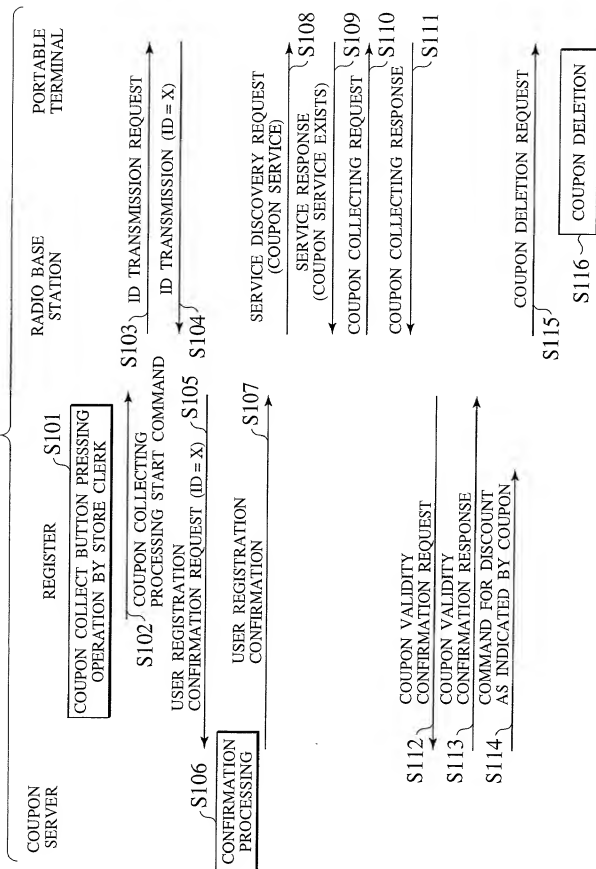 COUPON
SERVER
REGISTER
RADIO BASE
STATION
PORTABLE
TERMINAL
S101
COUPON COLLECT BUTTON PRESSING
OPERATION BY STORE CLERK
S102
COUPON COLLECTING
PROCESSING START COMMAND
S103
ID TRANSMISSION REQUEST
ID TRANSMISSION (ID = X)
S104
USER REGISTRATION
CONFIRMATION REQUEST (ID = X)
S105
S106
CONFIRMATION
PROCESSING
USER REGISTRATION
CONFIRMATION
S107
SERVICE DISCOVERY REQUEST
(COUPON SERVICE)
S108
SERVICE RESPONSE
(COUPON SERVICE EXISTS)
S109
COUPON COLLECTING REQUEST
S110
COUPON COLLECTING RESPONSE
S111
COUPON VALIDITY
CONFIRMATION REQUEST
S112
COUPON VALIDITY
CONFIRMATION RESPONSE
S113
COMMAND FOR DISCOUNT
AS INDICATED BY COUPON
S114
COUPON DELETION REQUEST
S115
S116
COUPON DELETION